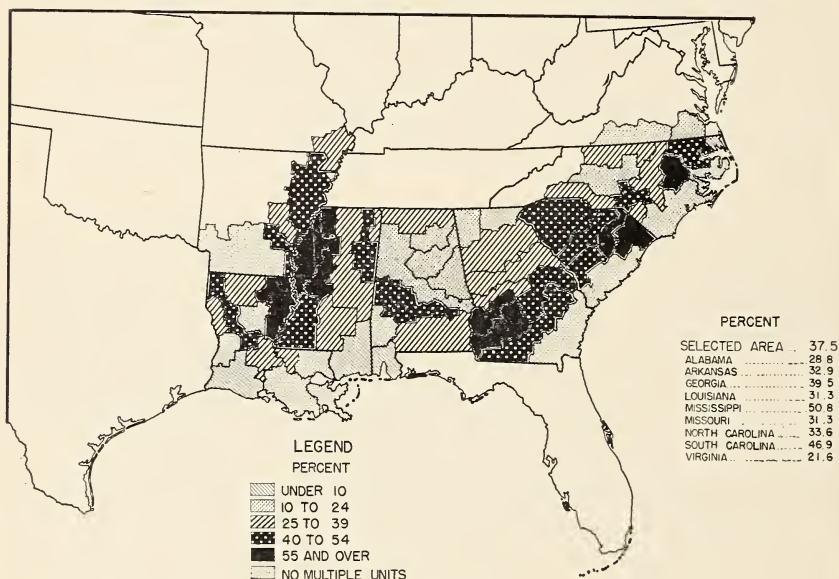 LEGEND
PERCENT
UNDER 10
10 TO 24
25 TO 39
40 TO 54
55 AND OVER
NO MULTIPLE UNITS
PERCENT
SELECTED AREA .. 37.5
ALABAMA ........... 28.8
ARKANSAS .......... 32.9
GEORGIA ............ 39.5
LOUISIANA .......... 31.3
MISSISSIPPI ......... 50.8
MISSOURI ........... 31.3
NORTH CAROLINA .... 33.6
SOUTH CAROLINA ..... 46.9
VIRGINIA ............ 21.6